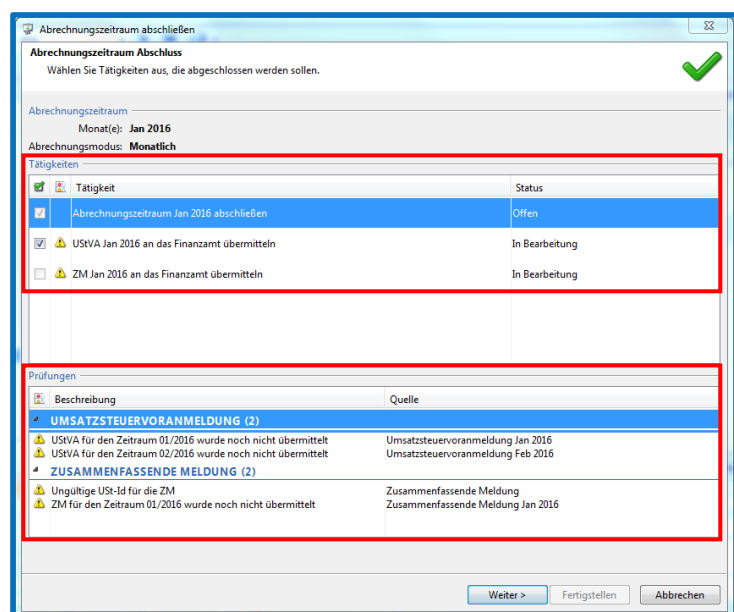 Abrechnungszeitraum abschließen
Abrechnungszeitraum Abschluss
Wählen Sie Tätigkeiten aus, die abgeschlossen werden sollen.
Abrechnungszeitraum
Monat(e): Jan 2016
Abrechnungsmodus: Monatlich
Tätigkeiten
Tätigkeit Status
Abrechnungszeitraum Jan 2016 abschließen Offen
UStVA Jan 2016 an das Finanzamt übermitteln In Bearbeitung
ZM Jan 2016 an das Finanzamt übermitteln In Bearbeitung
Prüfungen
Beschreibung Quelle
UMSATZSTEUERVORANMELDUNG (2)
UStVA für den Zeitraum 01/2016 wurde noch nicht übermittelt Umsatzsteuervoranmeldung Jan 2016
UStVA für den Zeitraum 02/2016 wurde noch nicht übermittelt Umsatzsteuervoranmeldung Feb 2016
ZUSAMMENFASSENDE MELDUNG (2)
Ungültige USt-Id für die ZM Zusammenfassende Meldung
ZM für den Zeitraum 01/2016 wurde noch nicht übermittelt Zusammenfassende Meldung Jan 2016
Weiter > Fertigstellen Abbrechen